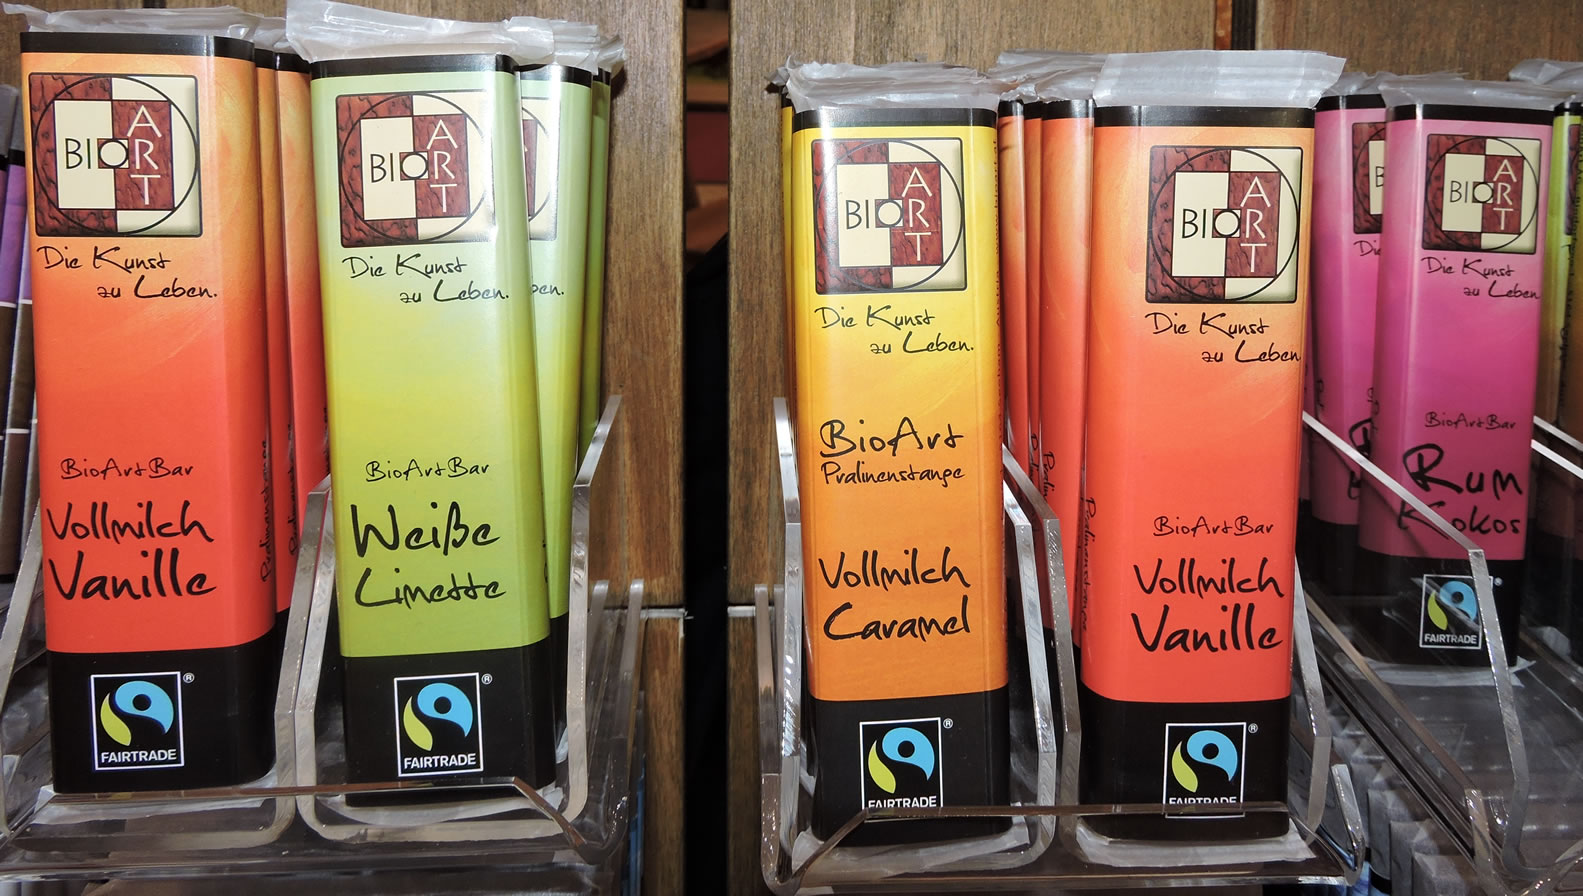 BIO
ART
Die Kunst
zu Leben.
BioArtBar
Vollmilch
Vanille
®
FAIRTRADE
Pralinenstange
BIO
ART
Die Kunst
zu Leben.
BioArtBar
Weiße
Limette
®
FAIRTRADE
BIO
ART
Die Kunst
zu Leben.
BioArt
Pralinenstange
Vollmilch
Caramel
®
FAIRTRADE
BIO
ART
Die Kunst
zu Leben
BioArtBar
Vollmilch
Vanille
®
FAIRTRADE
BIO
ART
Die Kunst
zu Leben
BioArtBar
Rum
Kokos
®
FAIRTRADE